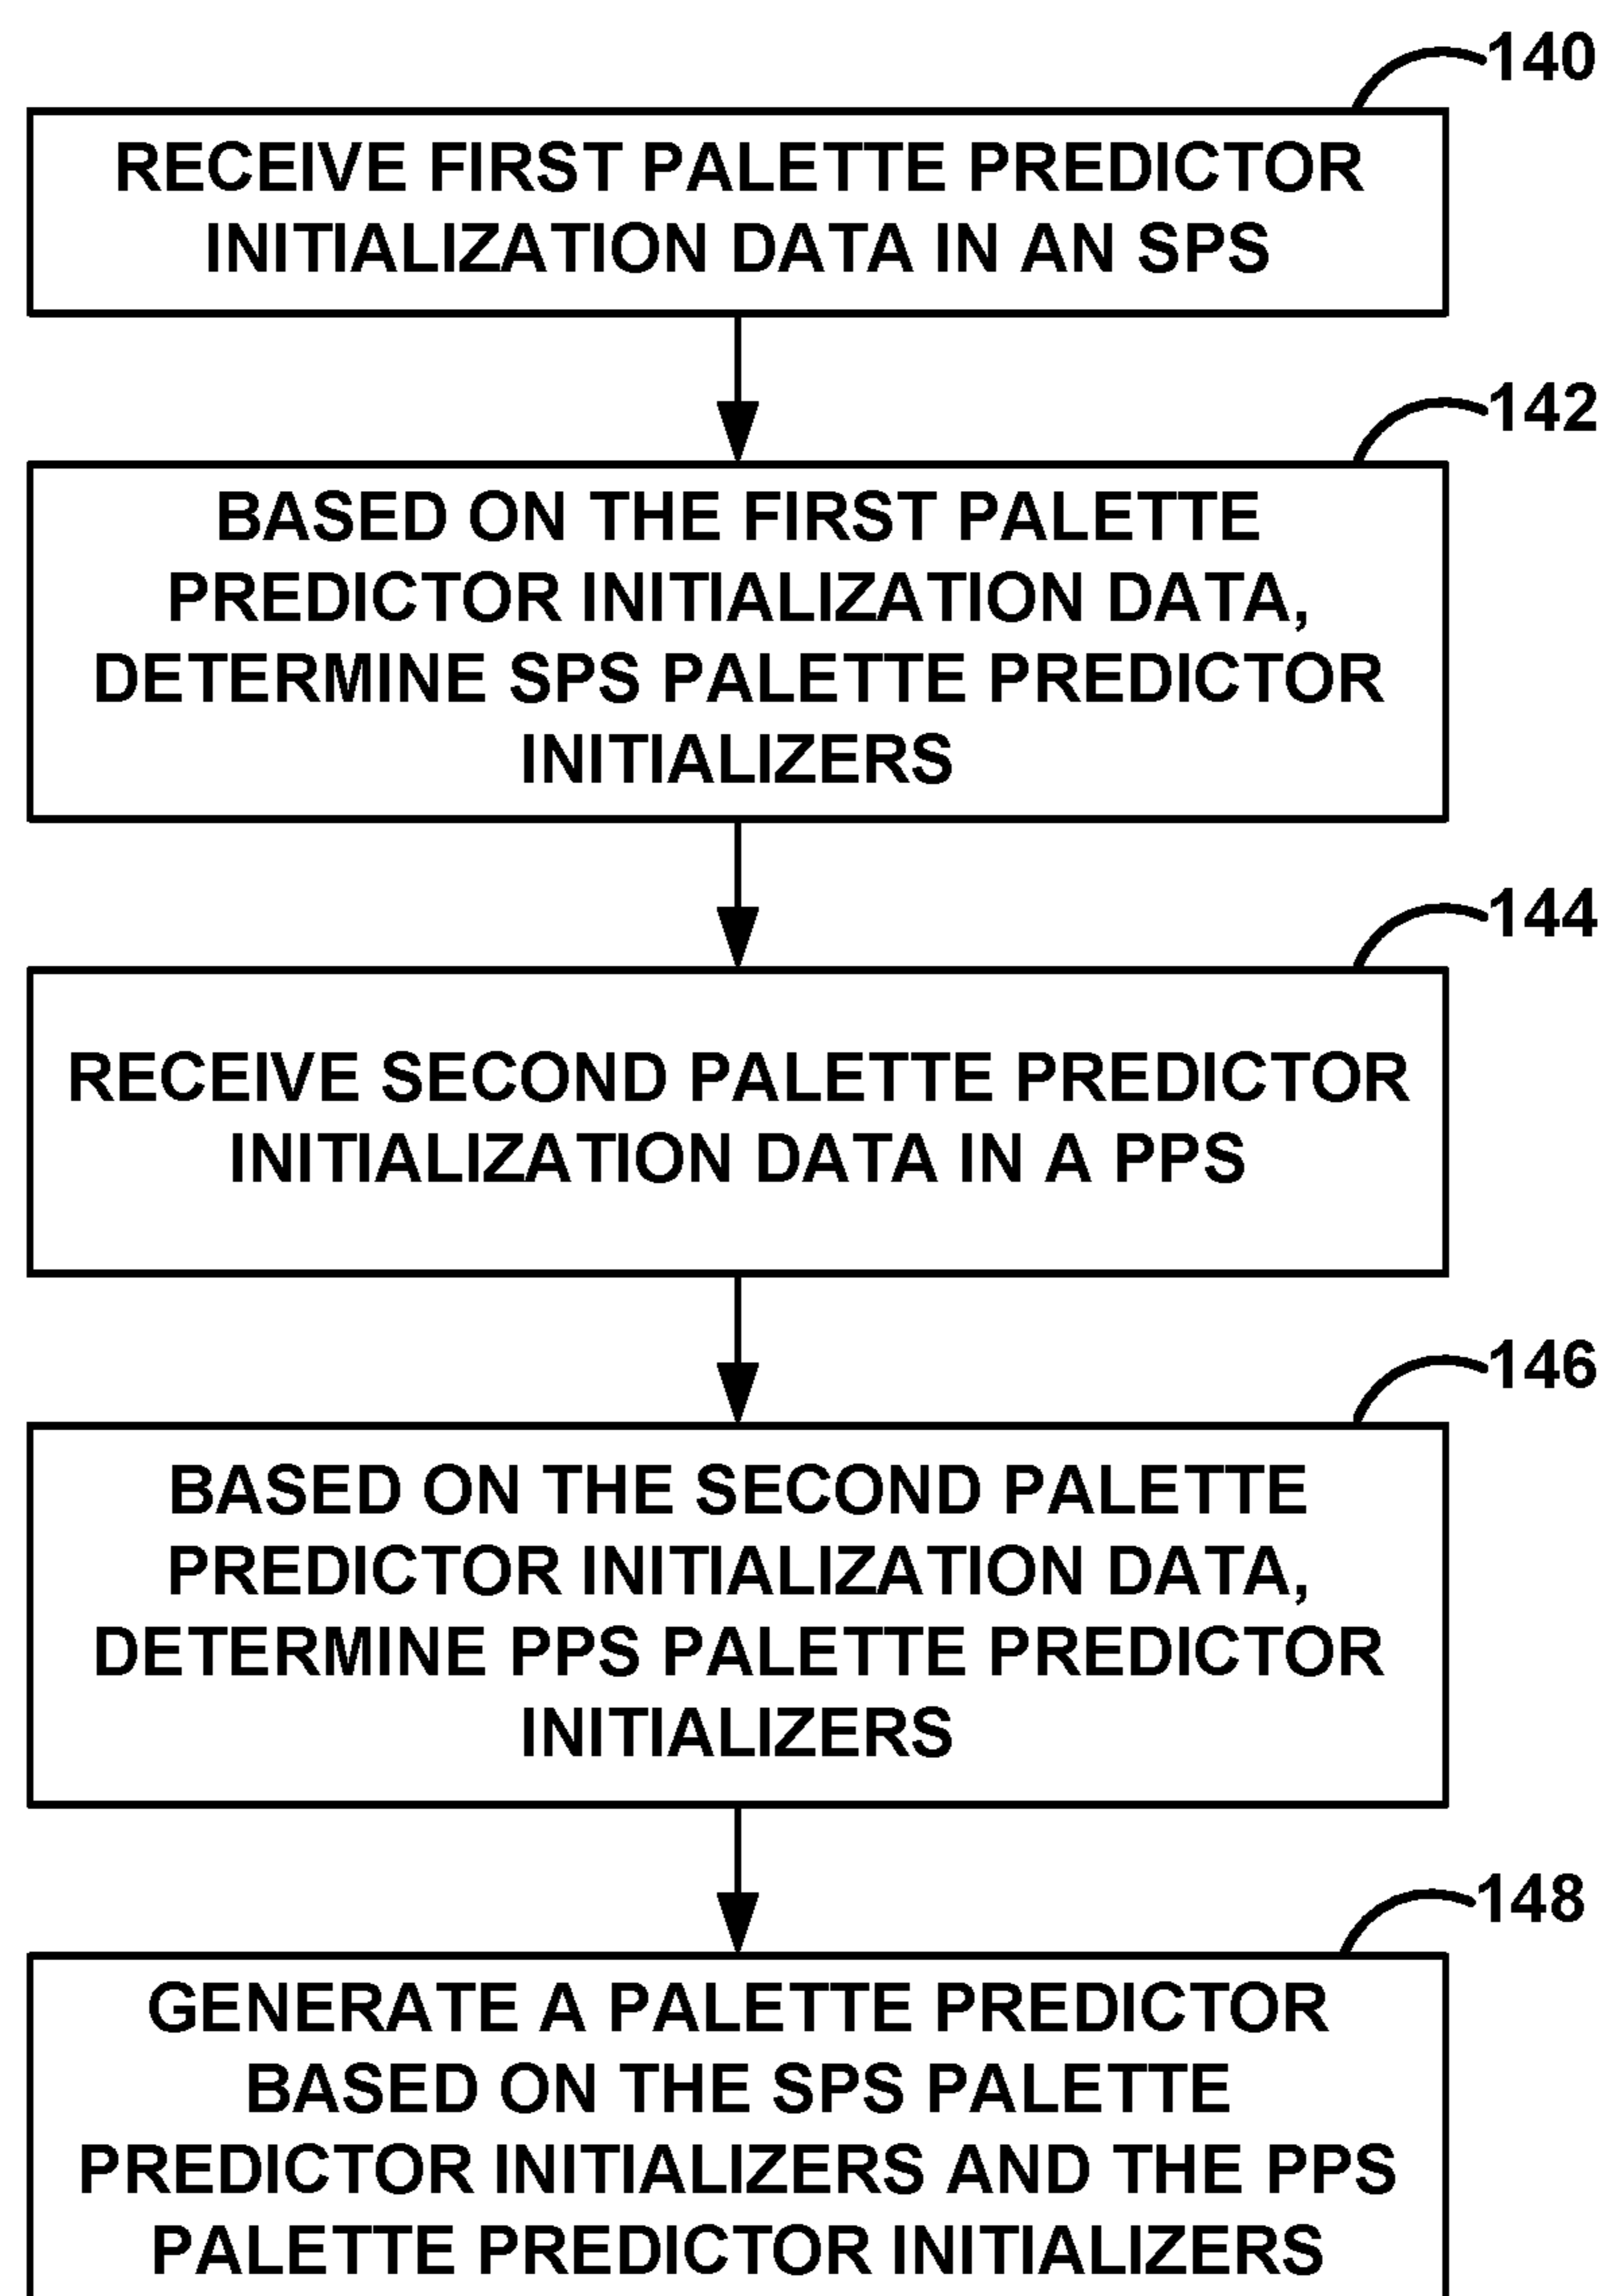 140
RECEIVE FIRST PALETTE PREDICTOR
INITIALIZATION DATA IN AN SPS
142
BASED ON THE FIRST PALETTE
PREDICTOR INITIALIZATION DATA,
DETERMINE SPS PALETTE PREDICTOR
INITIALIZERS
144
RECEIVE SECOND PALETTE PREDICTOR
INITIALIZATION DATA IN A PPS
146
BASED ON THE SECOND PALETTE
PREDICTOR INITIALIZATION DATA,
DETERMINE PPS PALETTE PREDICTOR
INITIALIZERS
148
GENERATE A PALETTE PREDICTOR
BASED ON THE SPS PALETTE
PREDICTOR INITIALIZERS AND THE PPS
PALETTE PREDICTOR INITIALIZERS